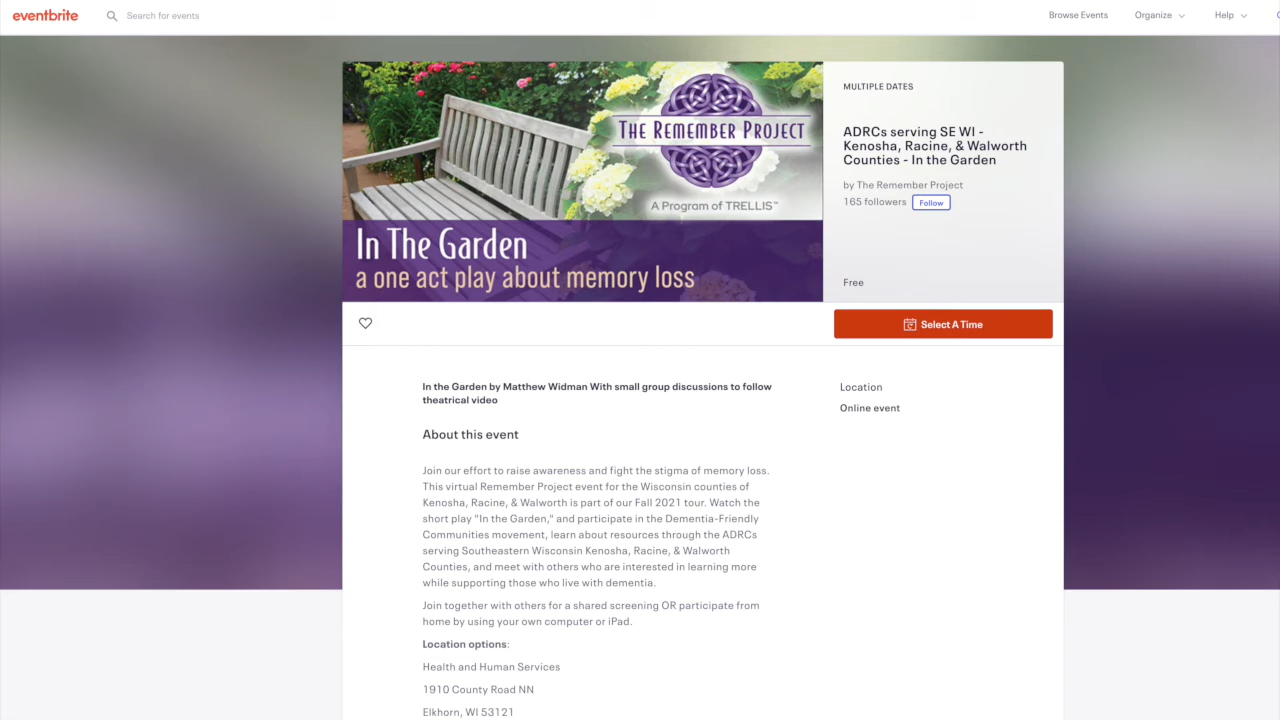 eventbrite
Search for events
Browse Events
Organize
Help
THE REMEMBER PROJECT
A Program of TRELLIS™
In The Garden
a one act play about memory loss
MULTIPLE DATES
ADRCs serving SE WI -
Kenosha, Racine, & Walworth
Counties - In the Garden
by The Remember Project
165 followers
Follow
Free
Select A Time
In the Garden by Matthew Widman With small group discussions to follow
theatrical video
About this event
Join our effort to raise awareness and fight the stigma of memory loss.
This virtual Remember Project event for the Wisconsin counties of
Kenosha, Racine, & Walworth is part of our Fall 2021 tour. Watch the
short play "In the Garden," and participate in the Dementia-Friendly
Communities movement, learn about resources through the ADRCs
serving Southeastern Wisconsin Kenosha, Racine, & Walworth
Counties, and meet with others who are interested in learning more
while supporting those who live with dementia.
Join together with others for a shared screening OR participate from
home by using your own computer or iPad.
Location options:
Health and Human Services
1910 County Road NN
Elkhorn, WI 53121
Location
Online event